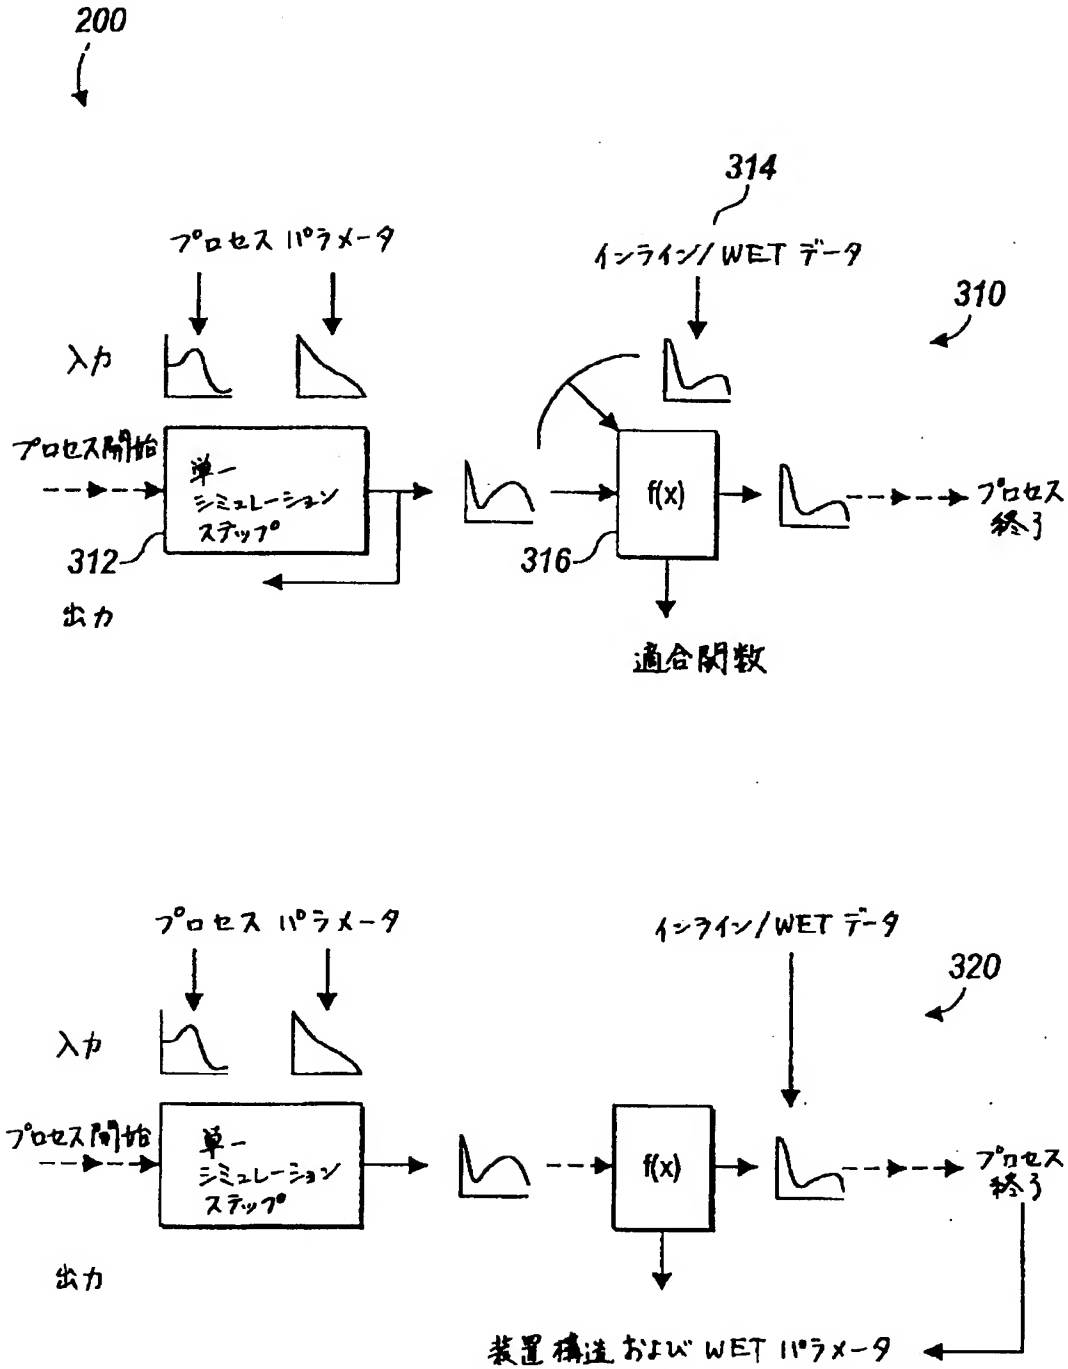 200
314
プロセス パラメータ
インライン/WET データ
310
入力
プロセス開始
単一
シミュレーション
ステップ
f(x)
プロセス
終了
312
316
出力
適合関数
プロセス パラメータ
インライン/WET データ
320
入力
プロセス開始
単一
シミュレーション
ステップ
f(x)
プロセス
終了
出力
装置構造 および WET パラメータ